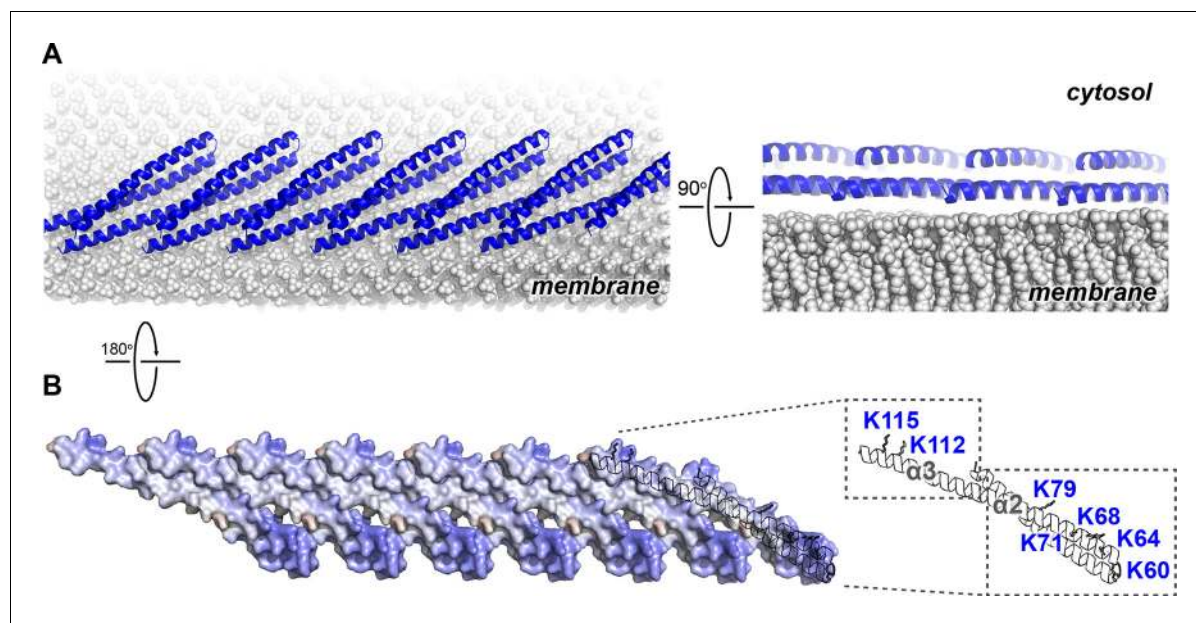 A
cytosol
90°
membrane
membrane
180°
B
K115
K112
α3
α2
K79
K68
K71
K64
K60